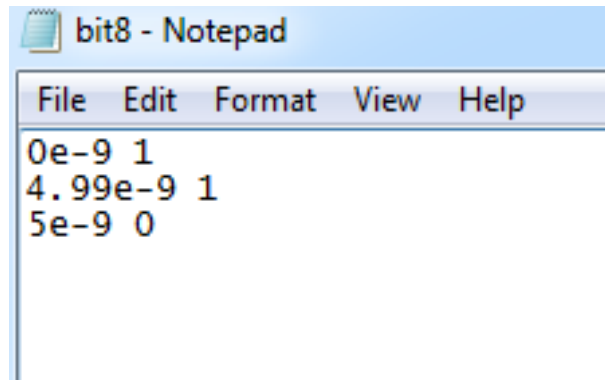 bit8 - Notepad
File Edit Format View Help
0e-9 1
4.99e-9 1
5e-9 0